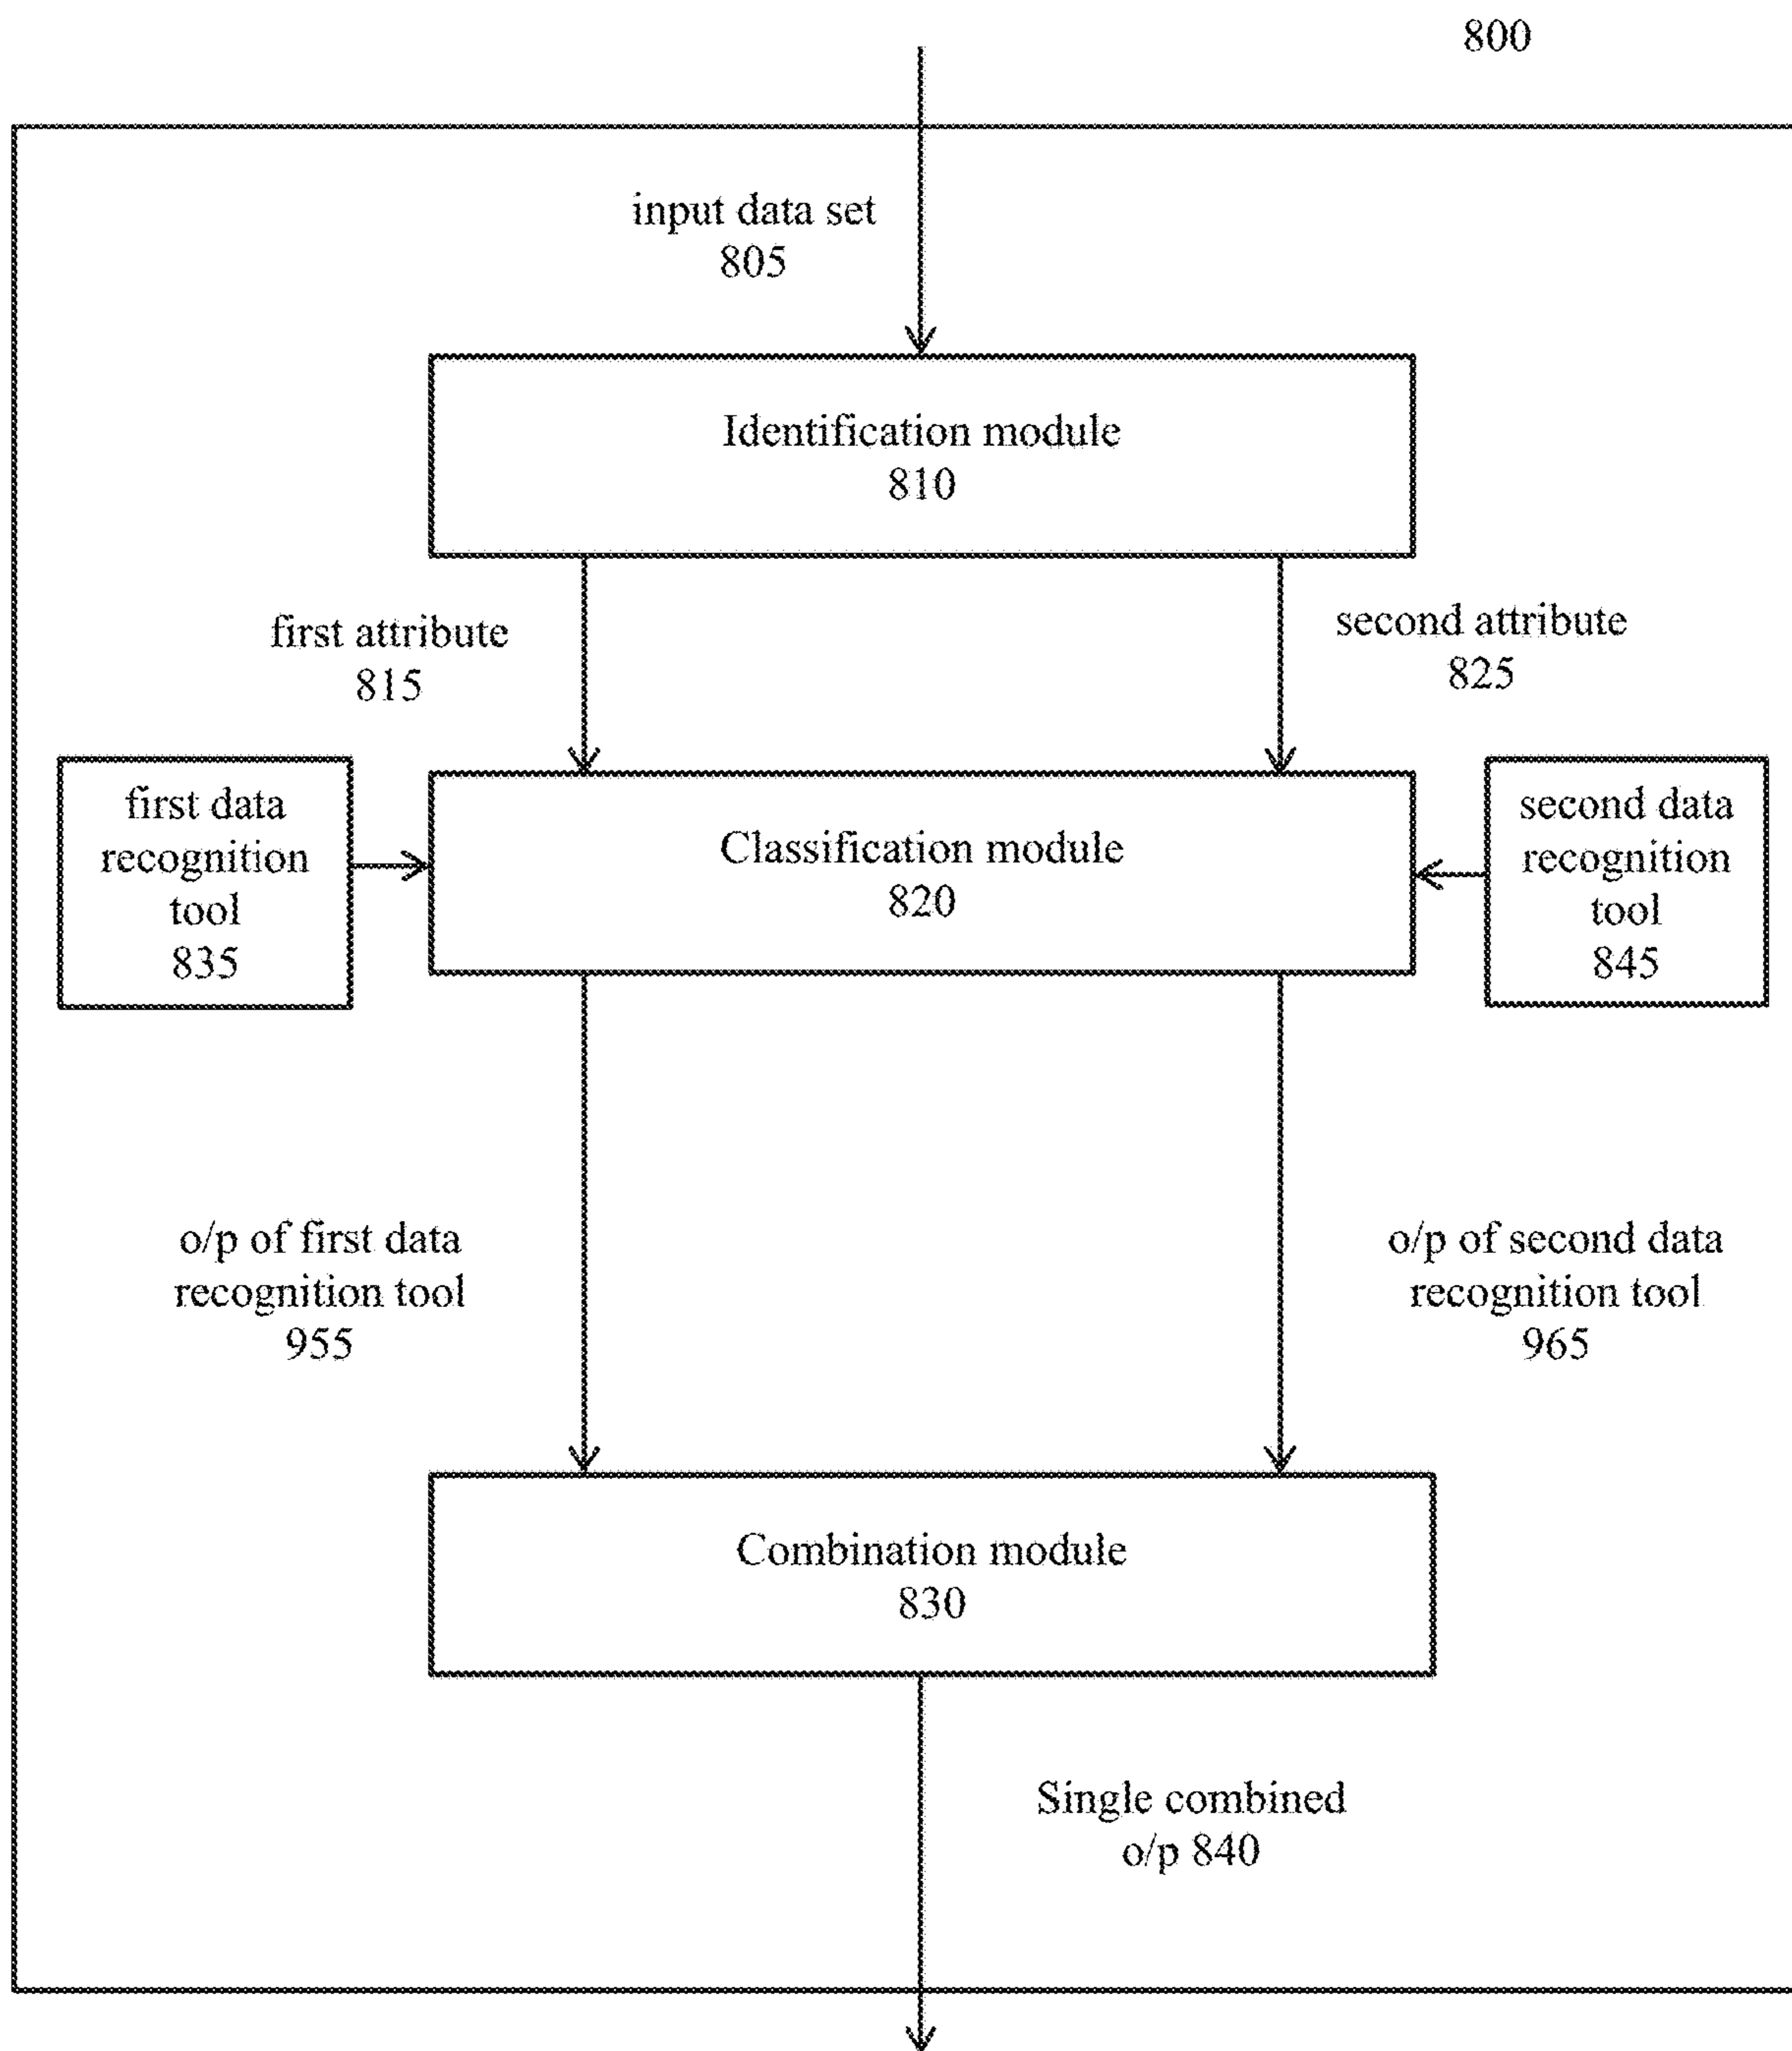 800
input data set
805
Identification module
810
first attribute
815
second attribute
825
first data
recognition
tool
835
Classification module
820
second data
recognition
tool
845
o/p of first data
recognition tool
955
o/p of second data
recognition tool
965
Combination module
830
Single combined
o/p 840